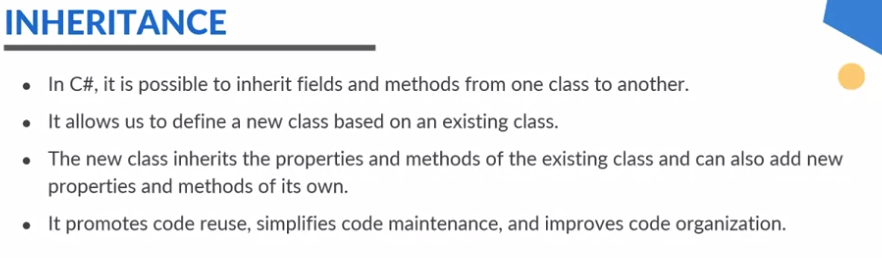 INHERITANCE
• In C#, it is possible to inherit fields and methods from one class to another.
• It allows us to define a new class based on an existing class.
• The new class inherits the properties and methods of the existing class and can also add new
properties and methods of its own.
• It promotes code reuse, simplifies code maintenance, and improves code organization.